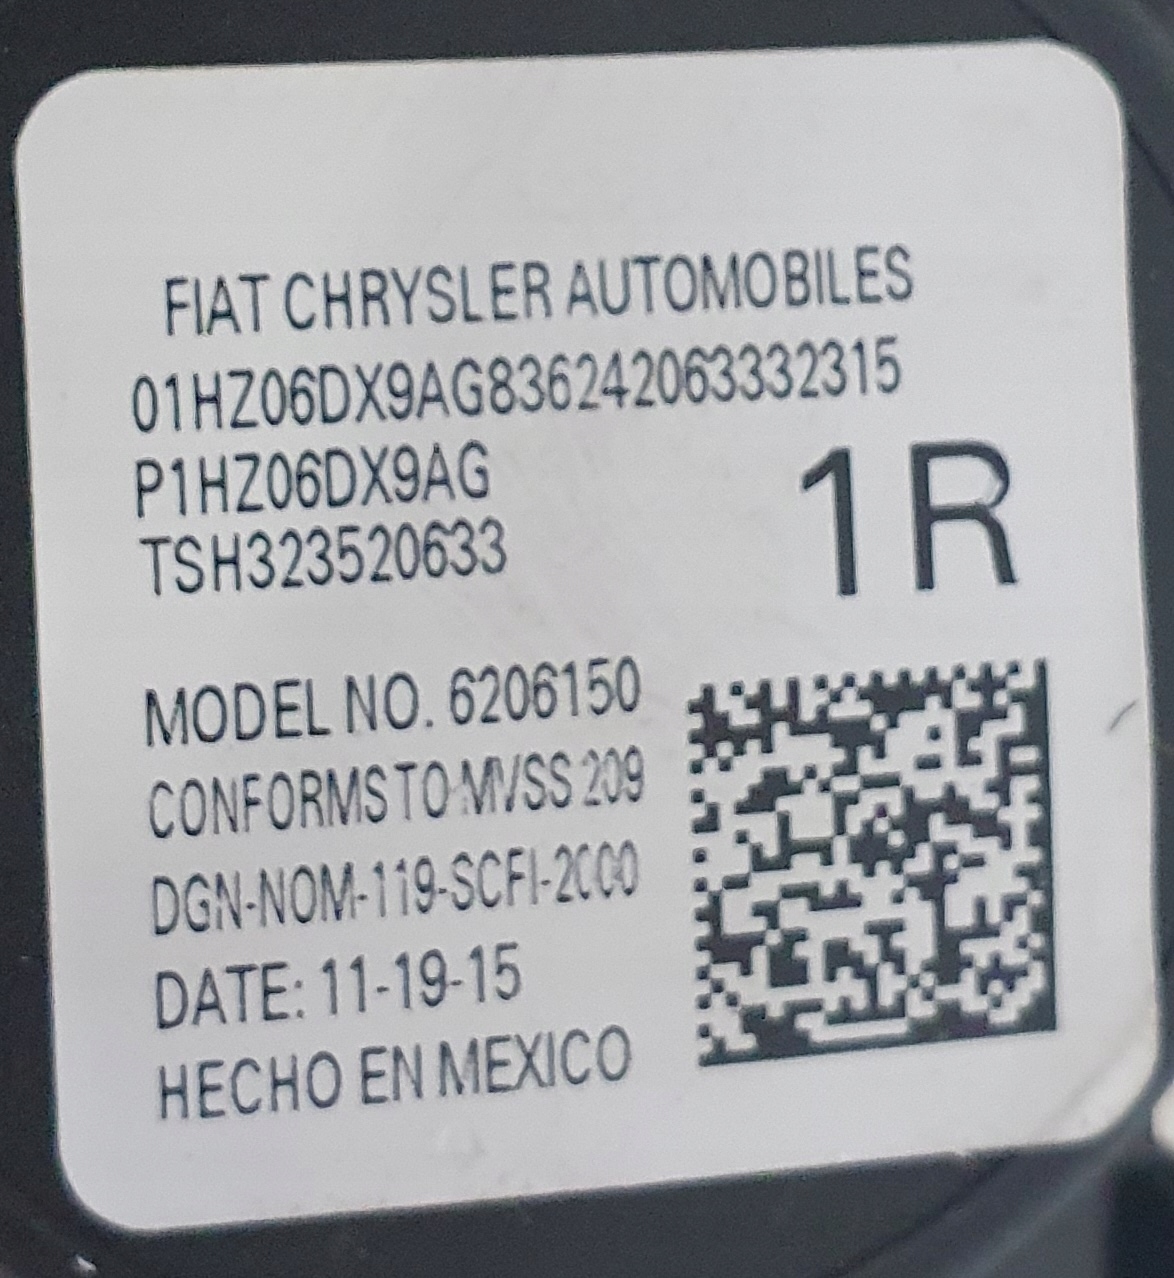 FIAT CHRYSLER AUTOMOBILES
01HZ06DX9AG836242063332315
P1HZ06DX9AG
TSH323520633
1R
MODEL NO. 6206150
CONFORMS TO MVSS 209
DGN-NOM-119-SCFI-2000
DATE: 11-19-15
HECHO EN MEXICO